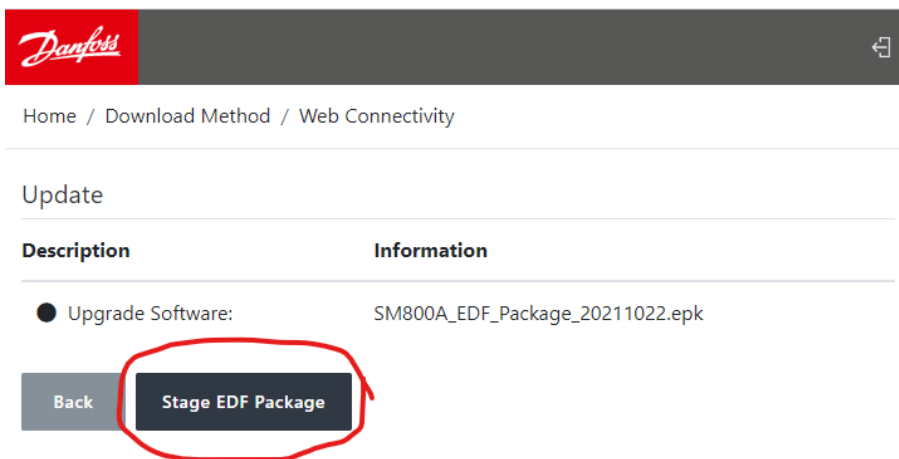 Danfoss
Home / Download Method / Web Connectivity
Update
Description Information
Upgrade Software: SM800A_EDF_Package_20211022.epk
Back Stage EDF Package